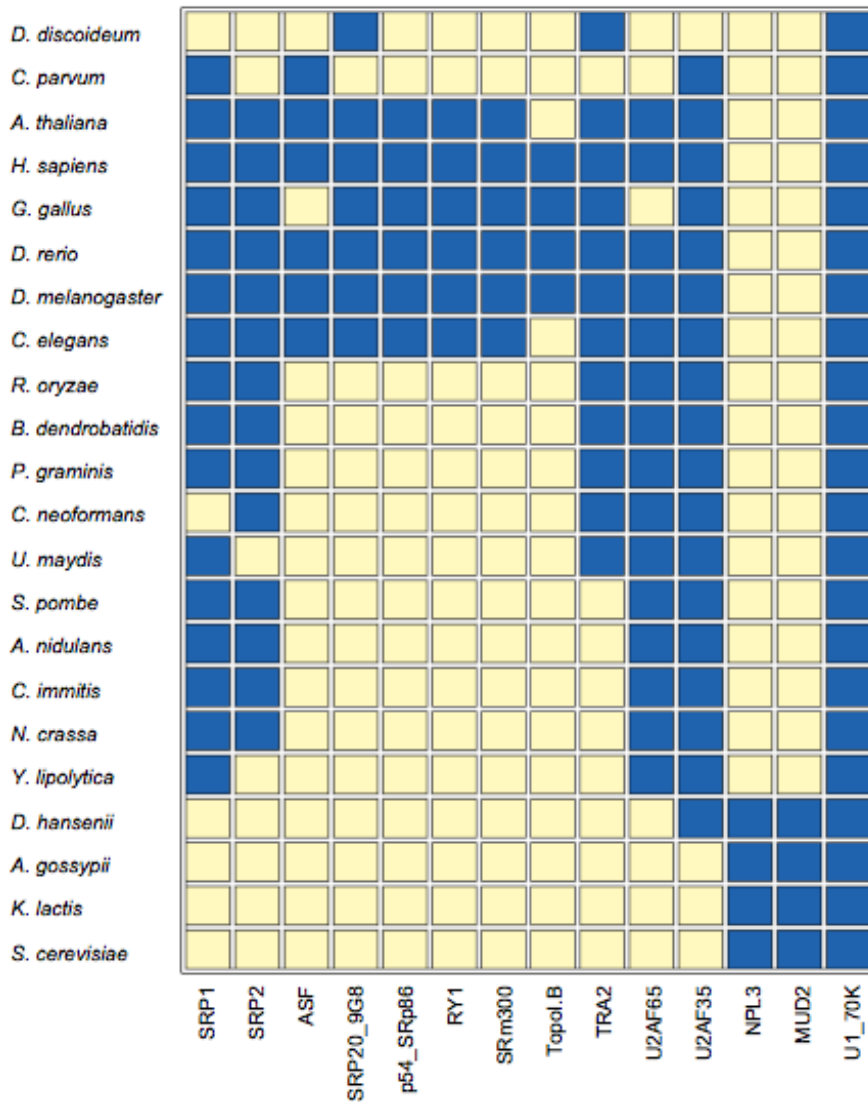 D. discoideum
C. parvum
A. thaliana
H. sapiens
G. gallus
D. rerio
D. melanogaster
C. elegans
R. oryzae
B. dendrobatidis
P. graminis
C. neoformans
U. maydis
S. pombe
A. nidulans
C. immitis
N. crassa
Y. lipolytica
D. hansenii
A. gossypii
K. lactis
S. cerevisiae
SRP1
SRP2
ASF
SRP20_9G8
p54_SRp86
RY1
SRm300
Topol.B
TRA2
U2AF65
U2AF35
NPL3
MUD2
U1_70K